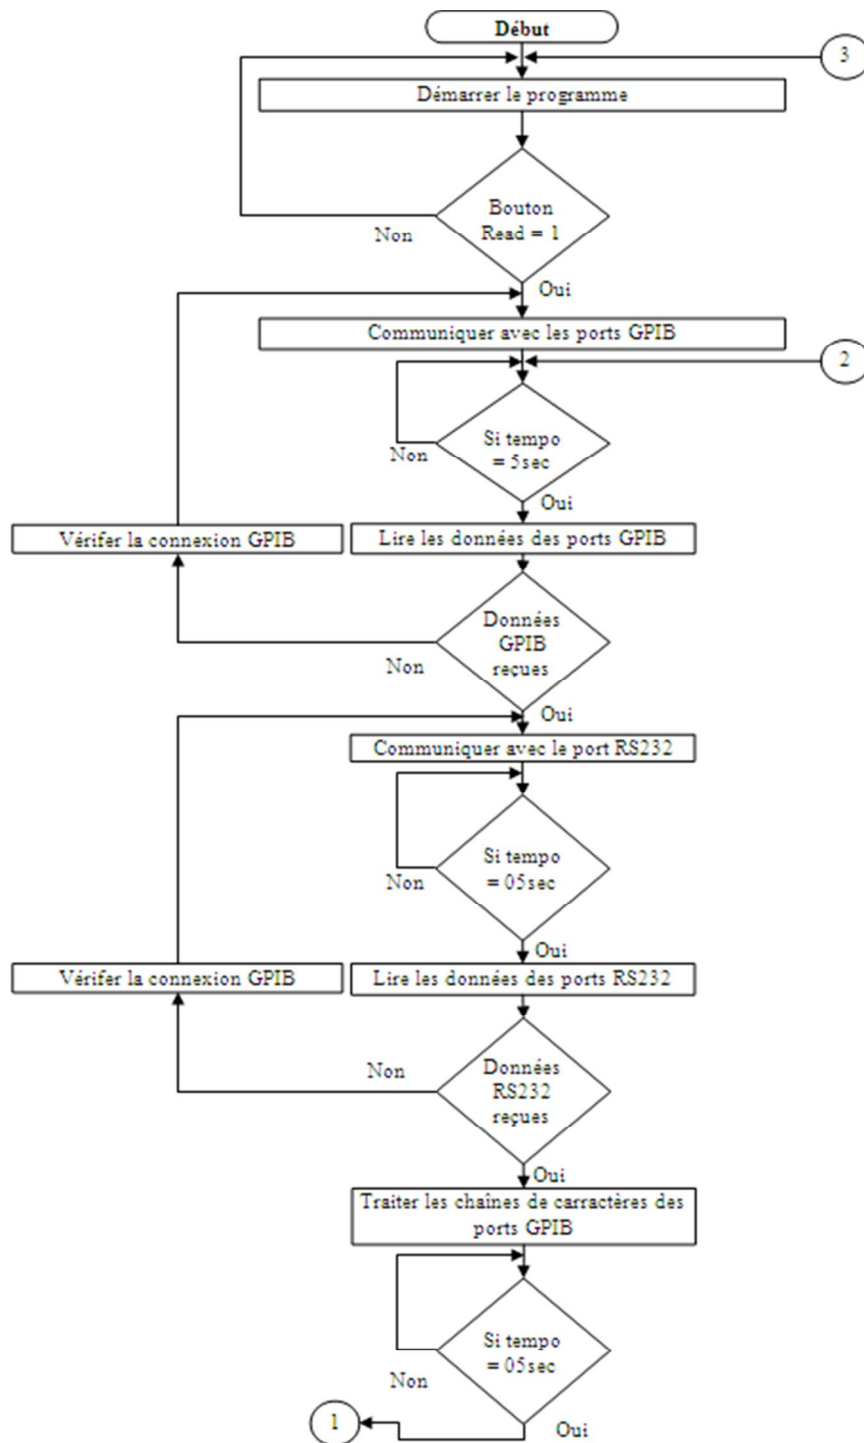 Début
3
Démarrer le programme
Bouton
Read = 1
Non
Oui
Communiquer avec les ports GPIB
2
Si tempo
= 5sec
Non
Oui
Vérifer la connexion GPIB
Lire les données des ports GPIB
Données
GPIB
reçues
Non
Oui
Communiquer avec le port RS232
Si tempo
= 05sec
Non
Oui
Vérifer la connexion GPIB
Lire les données des ports RS232
Non
Données
RS232
reçues
Oui
Traiter les chaînes de carractères des
ports GPIB
Si tempo
= 05sec
Non
1
Oui